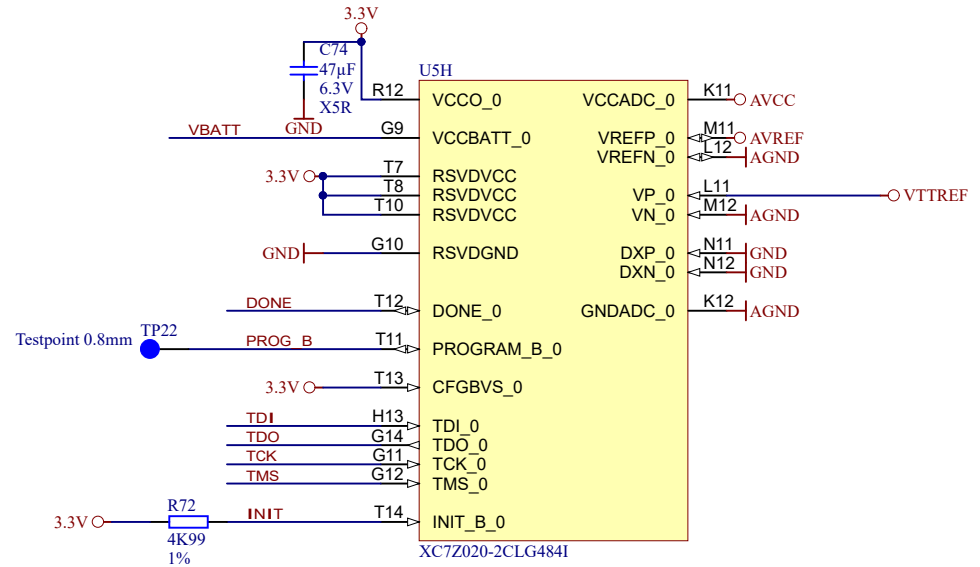 3.3V
C74
47µF
6.3V
X5R
GND
U5H
R12 VCCO_0 VCCADC_0 K11 AVCC
VBATT G9 VCCBATT_0 VREFP_0 M11 AVREF
VREFN_0 L12 AGND
3.3V T7 RSVDVCC
T8 RSVDVCC VP_0 L11 VTTREF
T10 RSVDVCC VN_0 M12 AGND
GND G10 RSVDGND DXP_0 N11 GND
DXN_0 N12 GND
DONE T12 DONE_0 GNDADC_0 K12 AGND
Testpoint 0.8mm TP22 PROG_B T11 PROGRAM_B_0
3.3V T13 CFGBVS_0
TDI H13 TDI_0
TDO G14 TDO_0
TCK G11 TCK_0
TMS G12 TMS_0
3.3V R72 INIT T14 INIT_B_0
4K99
1%
XC7Z020-2CLG484I